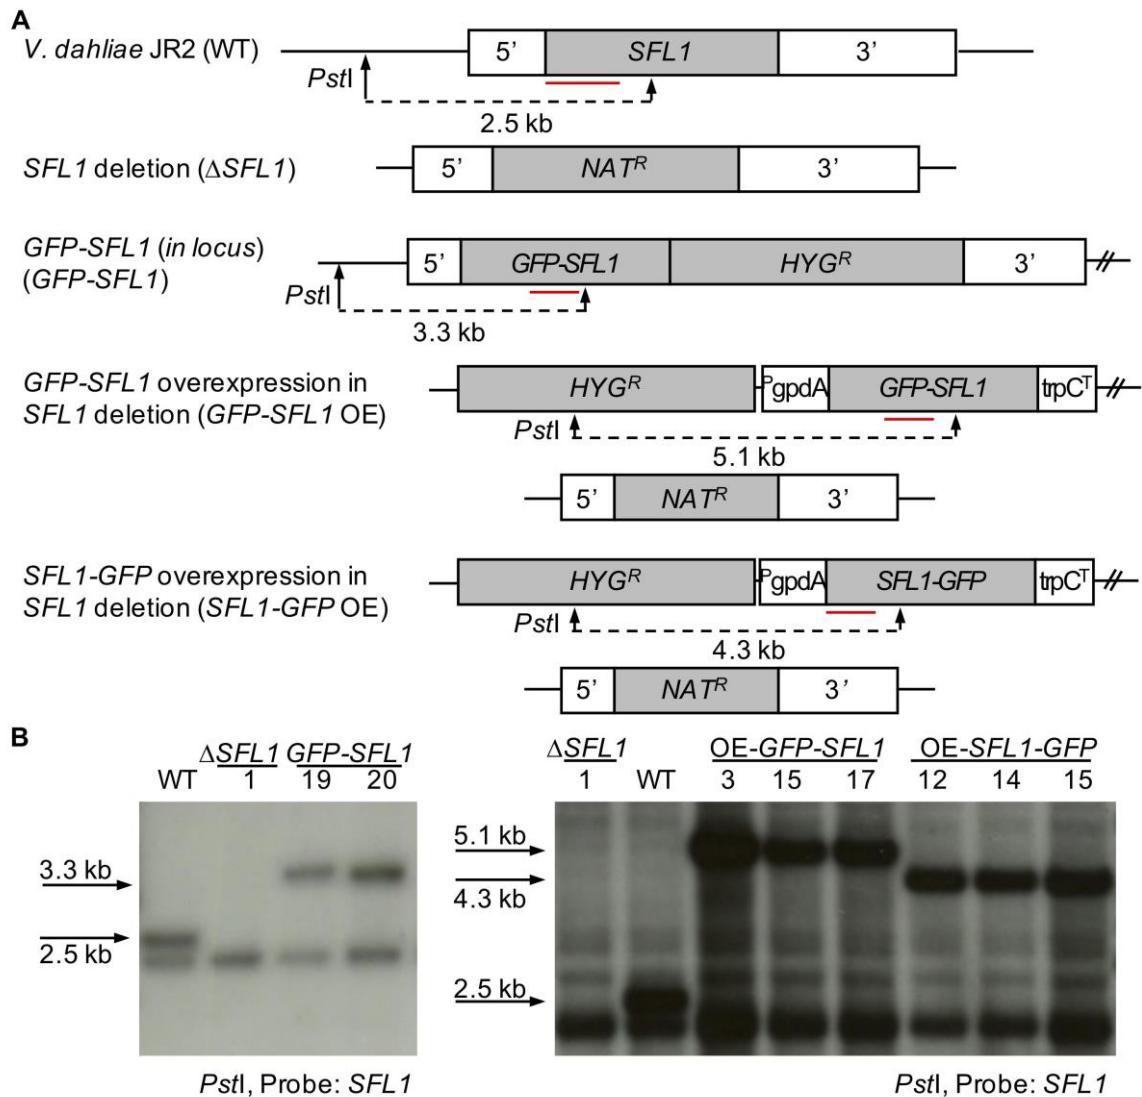 A
V. dahliae JR2 (WT)
5’ SFL1 3’
PstI
2.5 kb
SFL1 deletion (ΔSFL1)
5’ NATᴿ 3’
GFP-SFL1 (in locus)
(GFP-SFL1)
5’ GFP-SFL1 HYGᴿ 3’
PstI
3.3 kb
GFP-SFL1 overexpression in
SFL1 deletion (GFP-SFL1 OE)
HYGᴿ ᴾgpdA GFP-SFL1 trpCᵀ
PstI
5.1 kb
5’ NATᴿ 3’
SFL1-GFP overexpression in
SFL1 deletion (SFL1-GFP OE)
HYGᴿ ᴾgpdA SFL1-GFP trpCᵀ
PstI
4.3 kb
5’ NATᴿ 3’
B
ΔSFL1 GFP-SFL1
WT 1 19 20
3.3 kb
2.5 kb
PstI, Probe: SFL1
ΔSFL1 OE-GFP-SFL1 OE-SFL1-GFP
1 WT 3 15 17 12 14 15
5.1 kb
4.3 kb
2.5 kb
PstI, Probe: SFL1